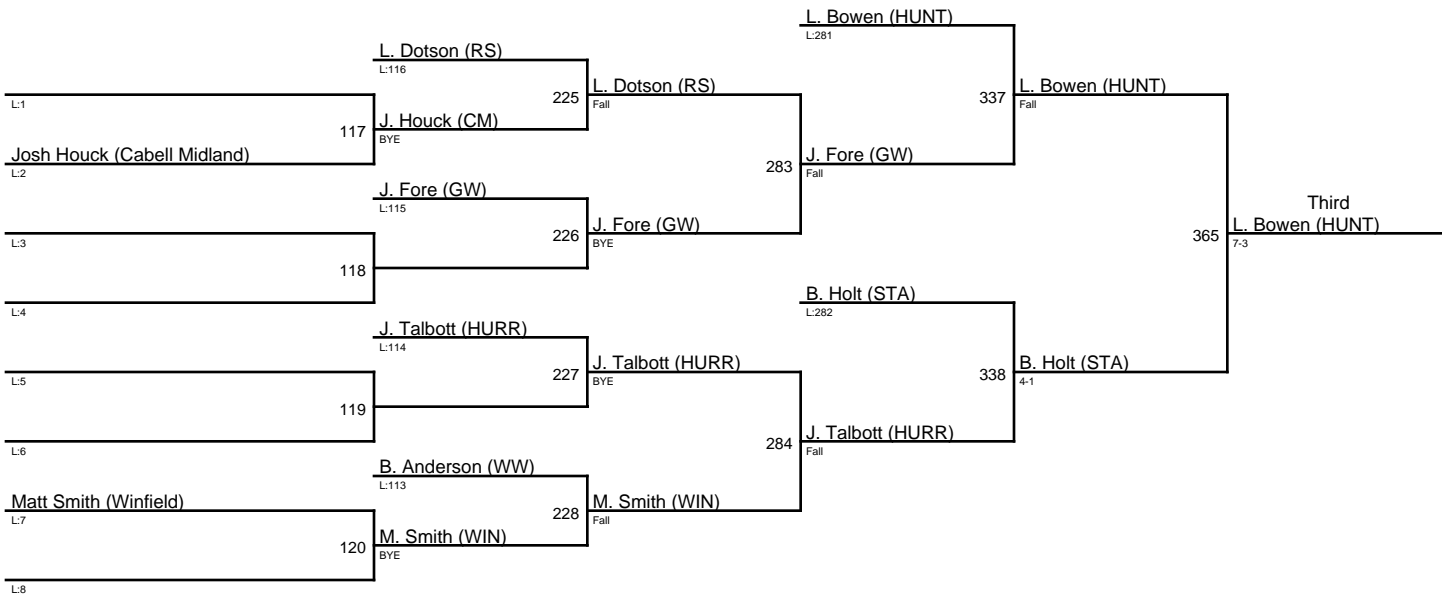 L. Bowen (HUNT)
L:281
L. Dotson (RS)
L:116
225
L. Dotson (RS)
Fall
337
L. Bowen (HUNT)
Fall
L:1
117
J. Houck (CM)
BYE
Josh Houck (Cabell Midland)
L:2
283
J. Fore (GW)
Fall
J. Fore (GW)
L:115
Third
L:3
226
J. Fore (GW)
BYE
365
L. Bowen (HUNT)
7-3
118
L:4
B. Holt (STA)
L:282
J. Talbott (HURR)
L:114
L:5
227
J. Talbott (HURR)
BYE
338
B. Holt (STA)
4-1
119
L:6
284
J. Talbott (HURR)
Fall
B. Anderson (WW)
L:113
Matt Smith (Winfield)
L:7
228
M. Smith (WIN)
Fall
120
M. Smith (WIN)
BYE
L:8